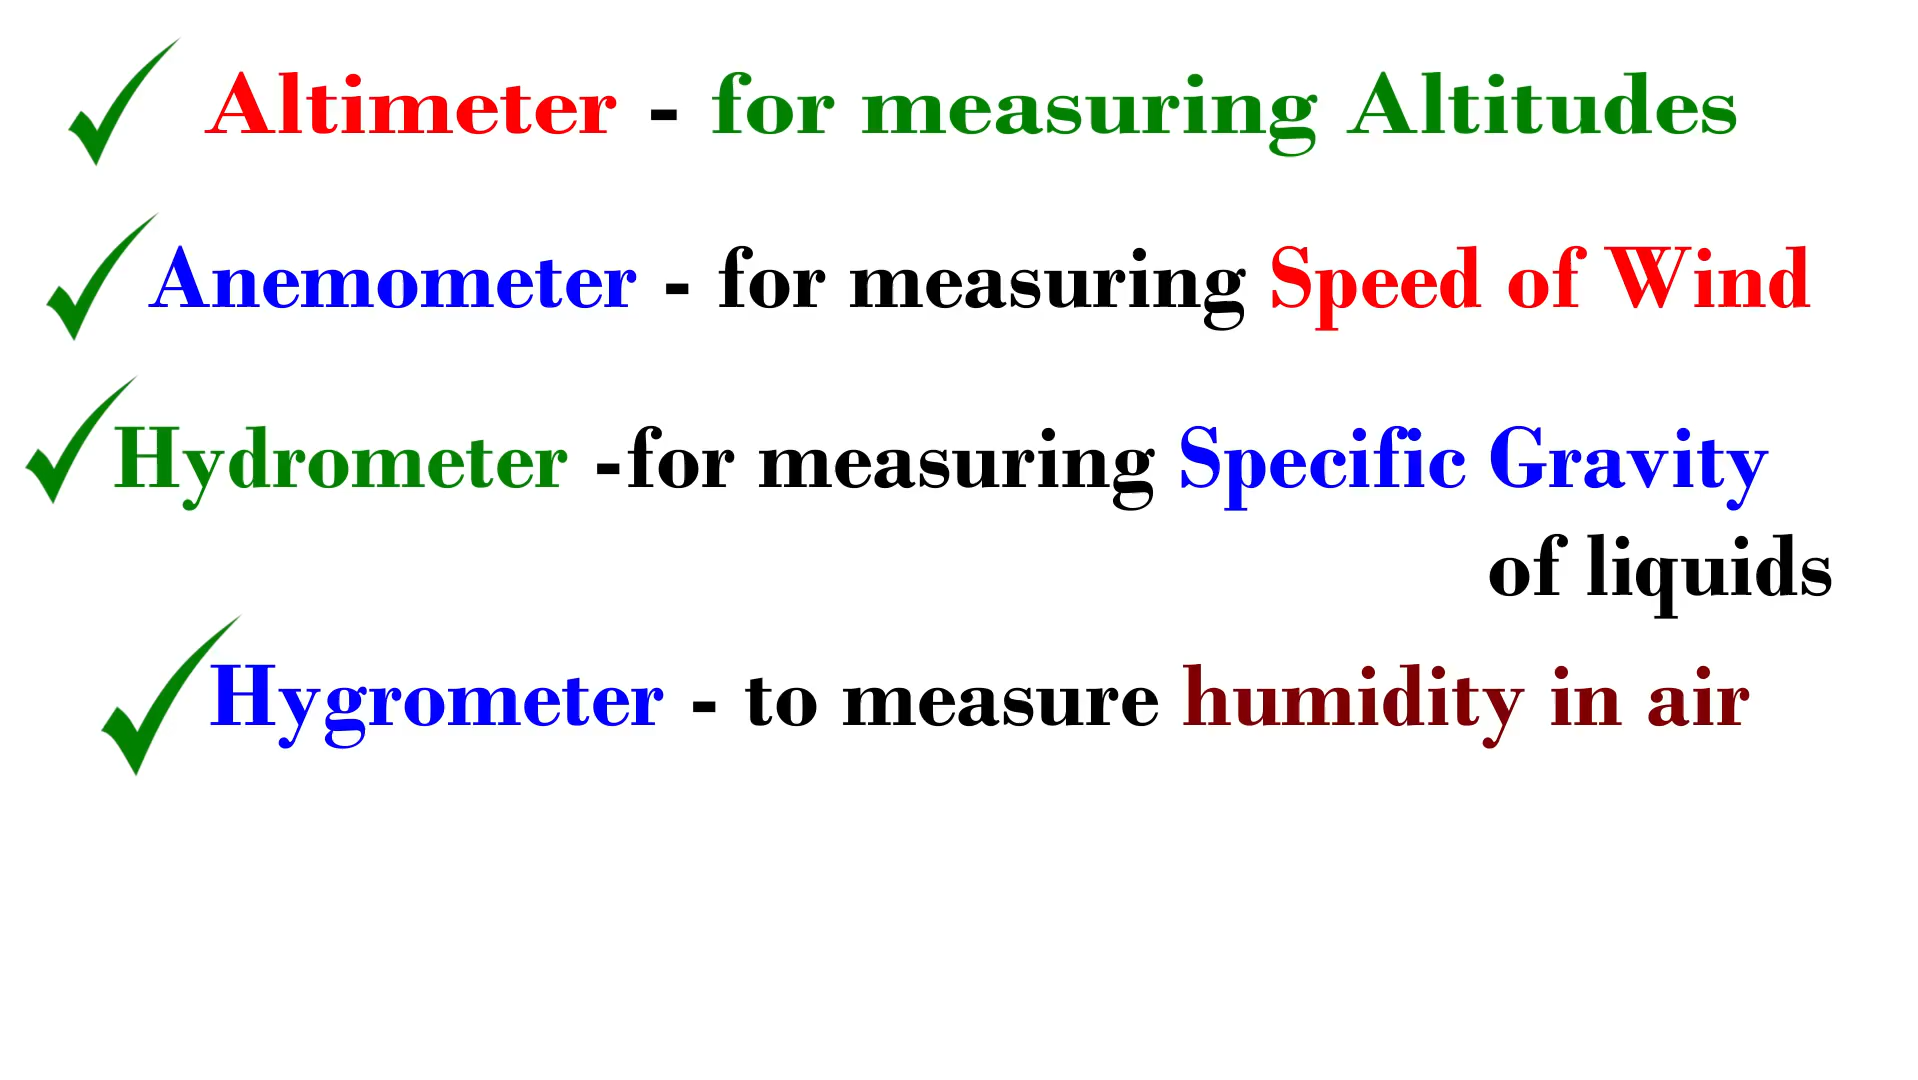 Altimeter - for measuring Altitudes
Anemometer - for measuring Speed of Wind
Hydrometer -for measuring Specific Gravity
of liquids
Hygrometer - to measure humidity in air